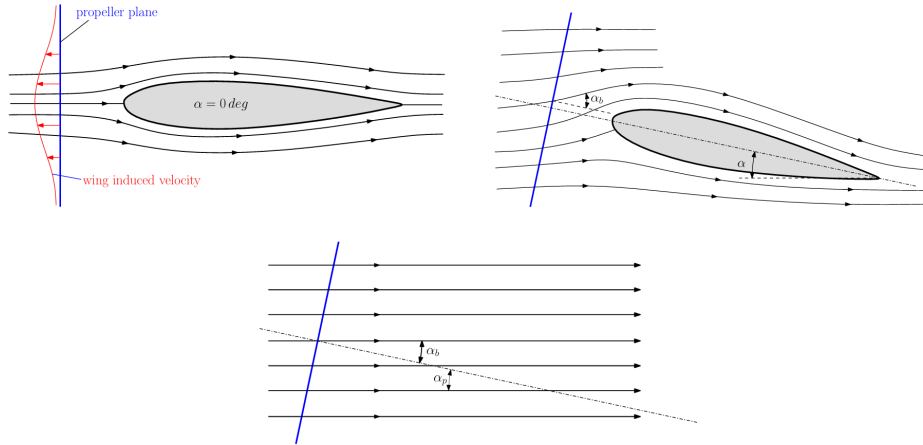 propeller plane
α = 0 deg
wing induced velocity
α_b
α
α_b
α_p